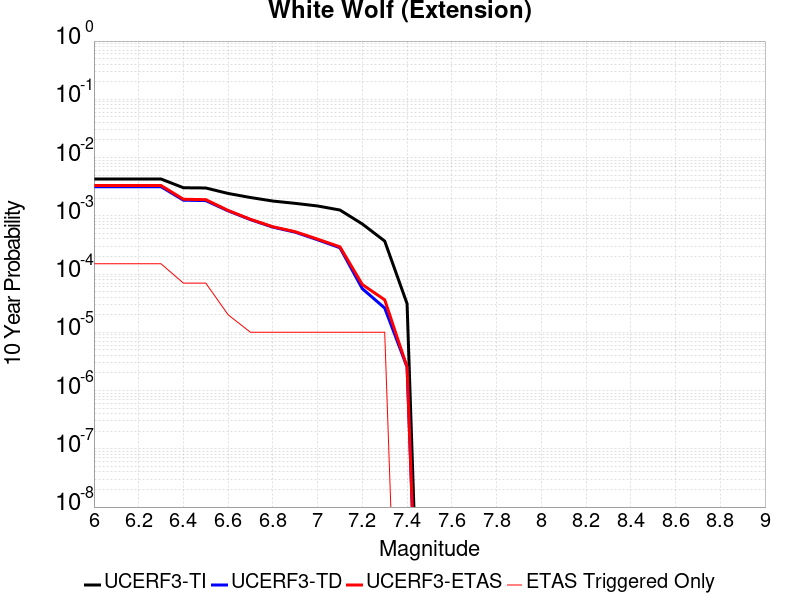 White Wolf (Extension)
10 0
10 -1
10 -2
10 -3
10 -4
10 -5
10 -6
10 -7
10 -8
10 Year Probability
6 6.2 6.4 6.6 6.8 7 7.2 7.4 7.6 7.8 8 8.2 8.4 8.6 8.8 9
Magnitude
UCERF3-TI UCERF3-TD UCERF3-ETAS ETAS Triggered Only